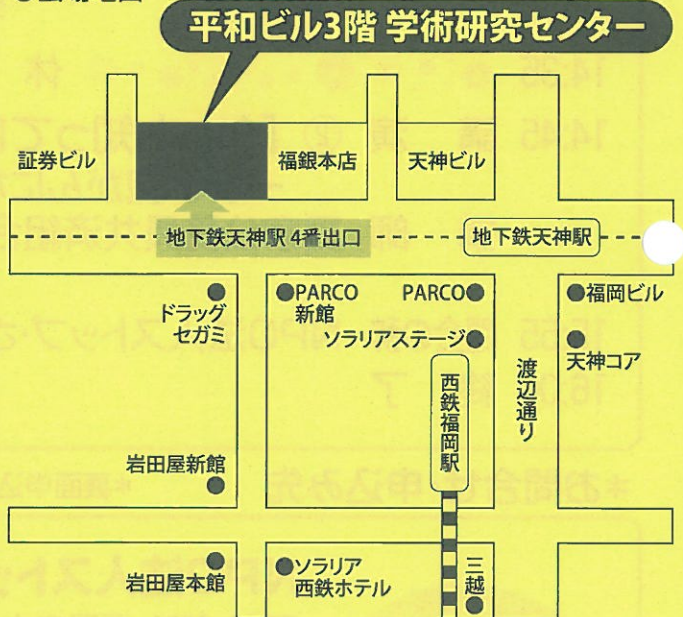 平和ビル3階 学術研究センター
証券ビル
福銀本店
天神ビル
地下鉄天神駅 4番出口
地下鉄天神駅
ドラッグ
セガミ
●PARCO
新館
PARCO●
●福岡ビル
ソラリアステージ●
天神コア
西鉄福岡駅
渡辺通り
岩田屋新館
岩田屋本館
●ソラリア
西鉄ホテル
三越